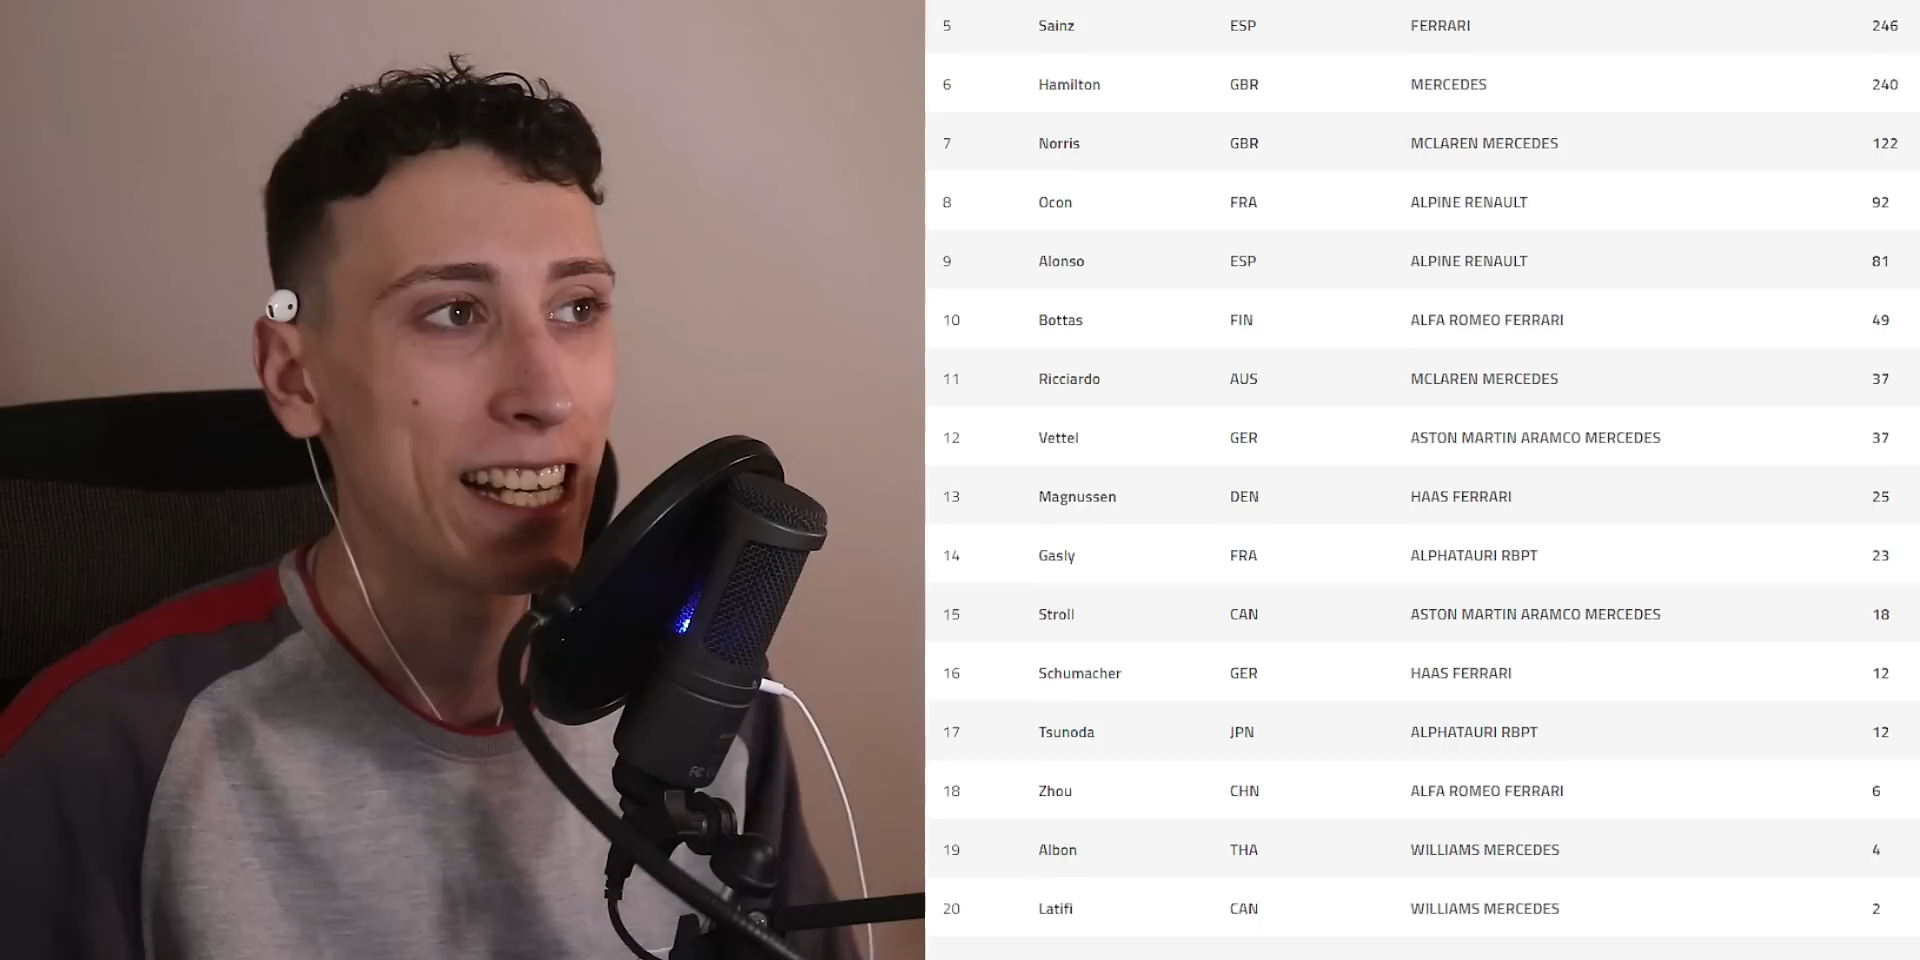 5 Sainz ESP FERRARI 246
6 Hamilton GBR MERCEDES 240
7 Norris GBR MCLAREN MERCEDES 122
8 Ocon FRA ALPINE RENAULT 92
9 Alonso ESP ALPINE RENAULT 81
10 Bottas FIN ALFA ROMEO FERRARI 49
11 Ricciardo AUS MCLAREN MERCEDES 37
12 Vettel GER ASTON MARTIN ARAMCO MERCEDES 37
13 Magnussen DEN HAAS FERRARI 25
14 Gasly FRA ALPHATAURI RBPT 23
15 Stroll CAN ASTON MARTIN ARAMCO MERCEDES 18
16 Schumacher GER HAAS FERRARI 12
17 Tsunoda JPN ALPHATAURI RBPT 12
18 Zhou CHN ALFA ROMEO FERRARI 6
19 Albon THA WILLIAMS MERCEDES 4
20 Latifi CAN WILLIAMS MERCEDES 2